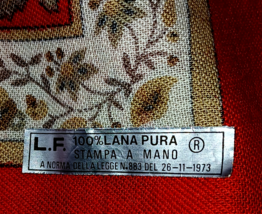 L.F. 100% LANA PURA ®
STAMPA A MANO
A NORMA DELLA LEGGE N. 883 DEL 26-11-1973